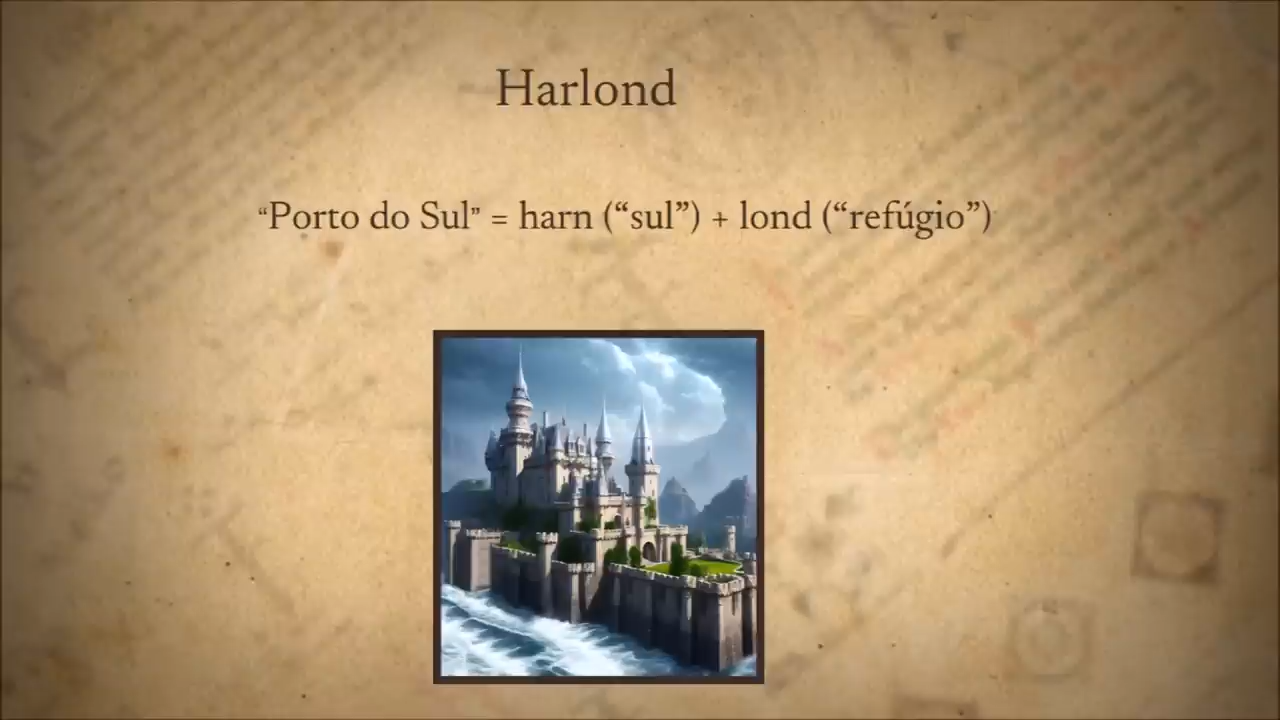 Harlond
“Porto do Sul” = harn (“sul”) + lond (“refúgio”)